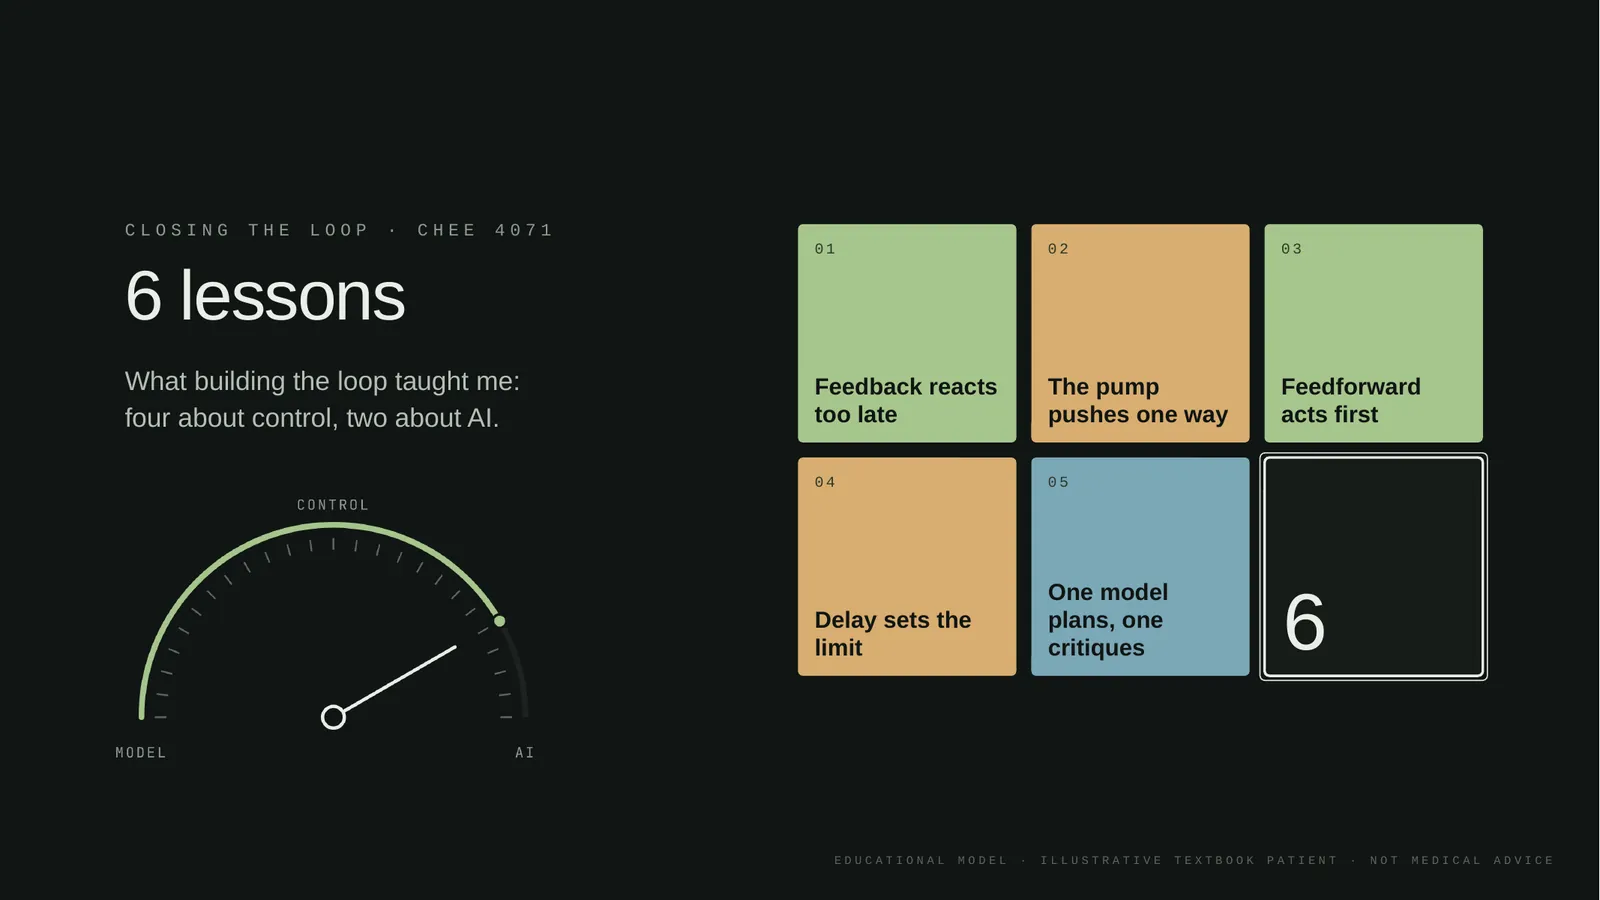 CLOSING THE LOOP · CHEE 4071
6 lessons
What building the loop taught me:
four about control, two about AI.
CONTROL
MODEL
AI
01
Feedback reacts
too late
02
The pump
pushes one way
03
Feedforward
acts first
04
Delay sets the
limit
05
One model
plans, one
critiques
6
EDUCATIONAL MODEL · ILLUSTRATIVE TEXTBOOK PATIENT · NOT MEDICAL ADVICE